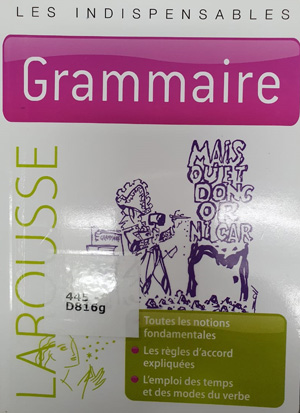 LES INDISPENSABLES
Grammaire
LAROUSSE
MAIS
OU ET
DONC
OR
NI CAR
445
D816g
Toutes les notions
fondamentales
Les règles d'accord
expliquées
L'emploi des temps
et des modes du verbe